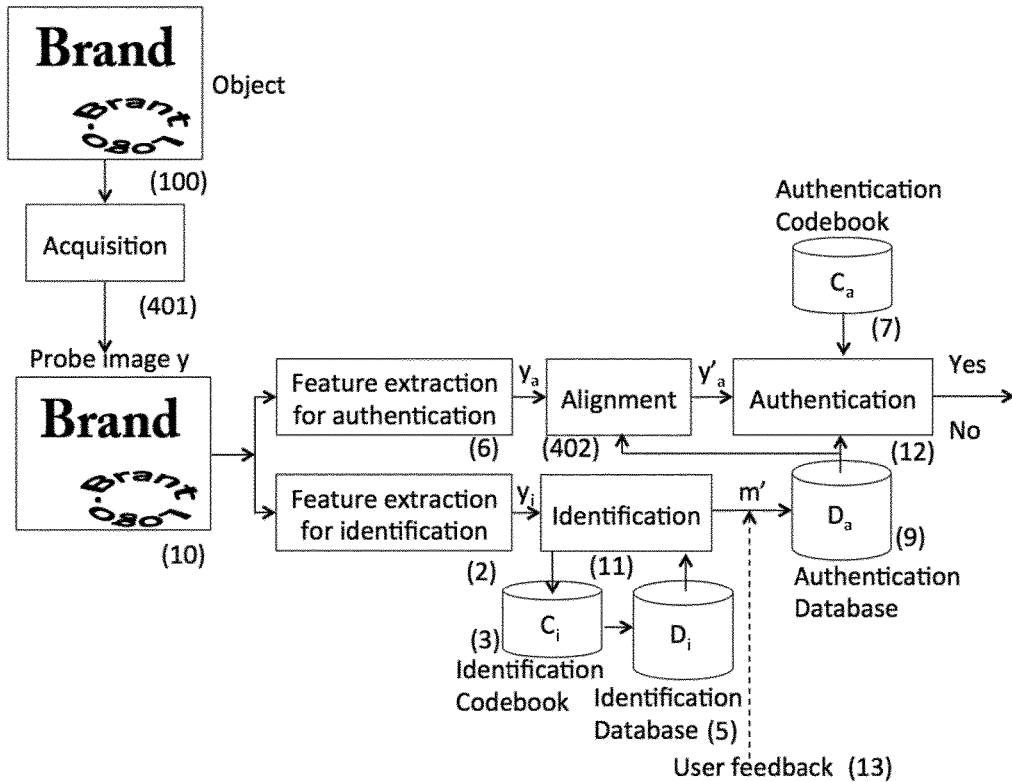 Brand
Brant
Logo.
Object
(100)
Acquisition
(401)
Probe image y
Brand
Brant
Logo.
(10)
Feature extraction
for authentication
(6)
yₐ
Alignment
(402)
y'ₐ
Authentication
(12)
Yes
No
Authentication
Codebook
Cₐ
(7)
Feature extraction
for identification
(2)
yᵢ
Identification
(11)
m'
Dₐ
(9)
Authentication
Database
Cᵢ
(3)
Identification
Codebook
Dᵢ
Identification
Database (5)
User feedback (13)